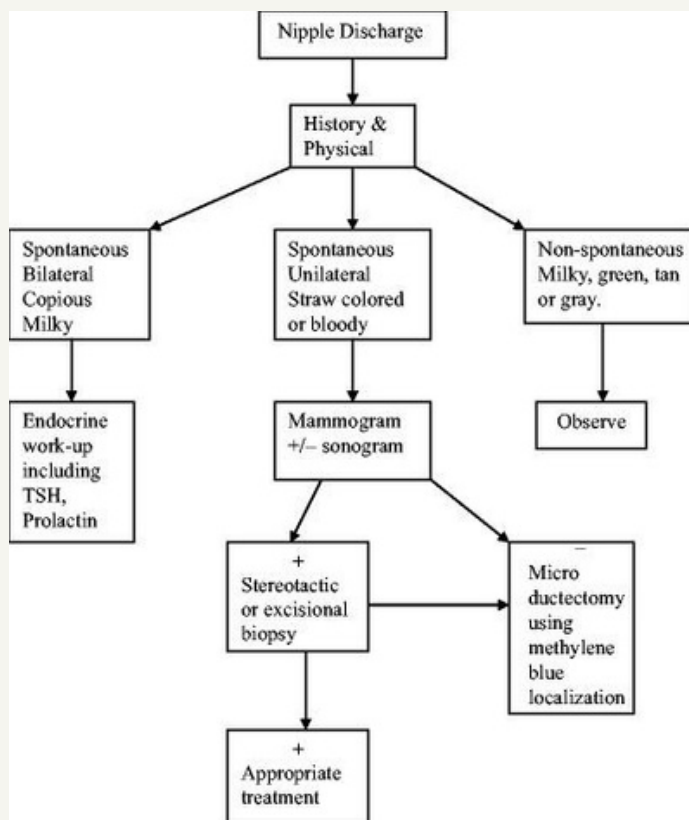 Nipple Discharge
History &
Physical
Spontaneous
Bilateral
Copious
Milky
Spontaneous
Unilateral
Straw colored
or bloody
Non-spontaneous
Milky, green, tan
or gray.
Endocrine
work-up
including
TSH,
Prolactin
Mammogram
+/– sonogram
Observe
+
Stereotactic
or excisional
biopsy
–
Micro
ductectomy
using
methylene
blue
localization
+
Appropriate
treatment